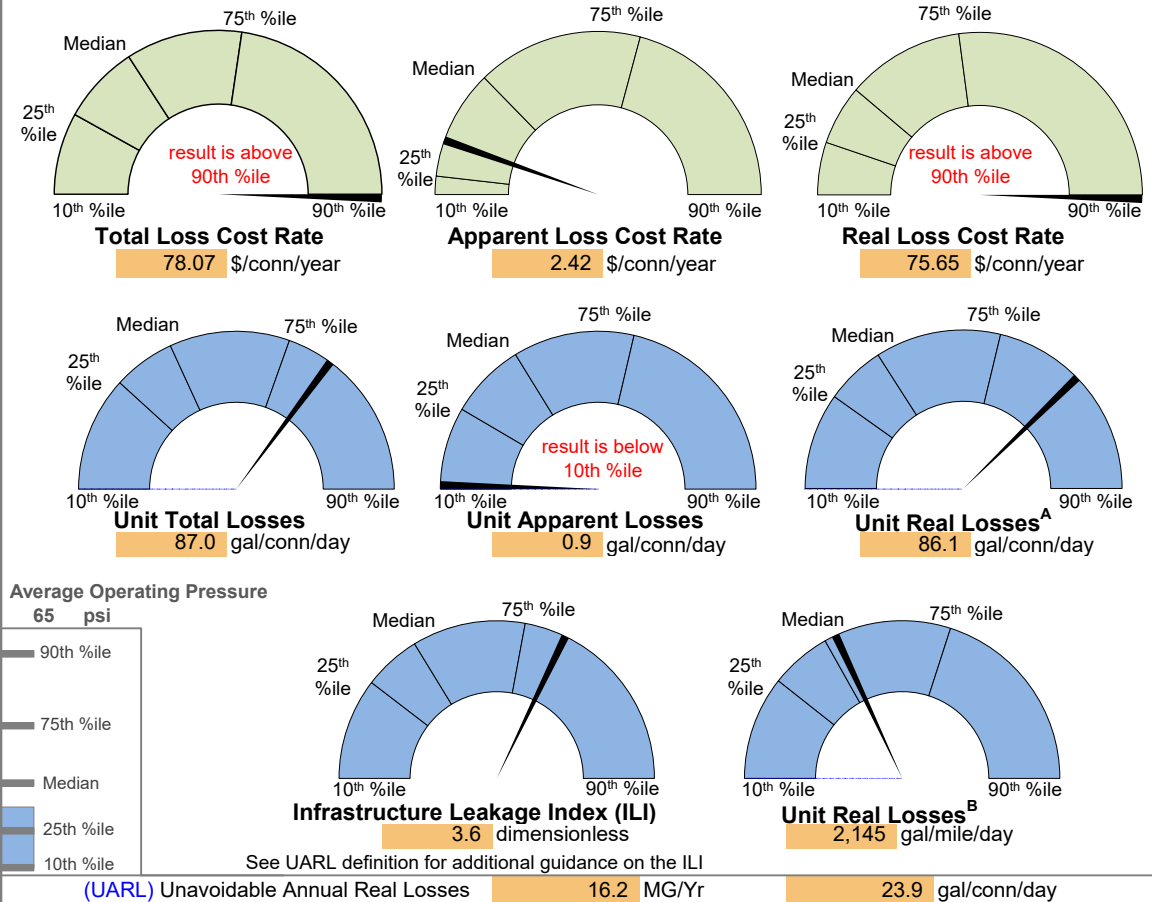 75th %ile
75th %ile
75th %ile
Median
Median
Median
25th
%ile
25th
%ile
25th
%ile
result is above
90th %ile
result is above
90th %ile
10th %ile
90th %ile
10th %ile
90th %ile
10th %ile
90th %ile
Total Loss Cost Rate
Apparent Loss Cost Rate
Real Loss Cost Rate
78.07 $/conn/year
2.42 $/conn/year
75.65 $/conn/year
Median
75th %ile
Median
75th %ile
Median
75th %ile
25th
%ile
25th
%ile
25th
%ile
result is below
10th %ile
10th %ile
90th %ile
10th %ile
90th %ile
10th %ile
90th %ile
Unit Total Losses
Unit Apparent Losses
Unit Real LossesA
87.0 gal/conn/day
0.9 gal/conn/day
86.1 gal/conn/day
Average Operating Pressure
65 psi
90th %ile
75th %ile
Median
25th %ile
10th %ile
Median
75th %ile
25th
%ile
10th %ile
90th %ile
Infrastructure Leakage Index (ILI)
3.6 dimensionless
See UARL definition for additional guidance on the ILI
Median
75th %ile
25th
%ile
10th %ile
90th %ile
Unit Real LossesB
2,145 gal/mile/day
(UARL) Unavoidable Annual Real Losses 16.2 MG/Yr 23.9 gal/conn/day